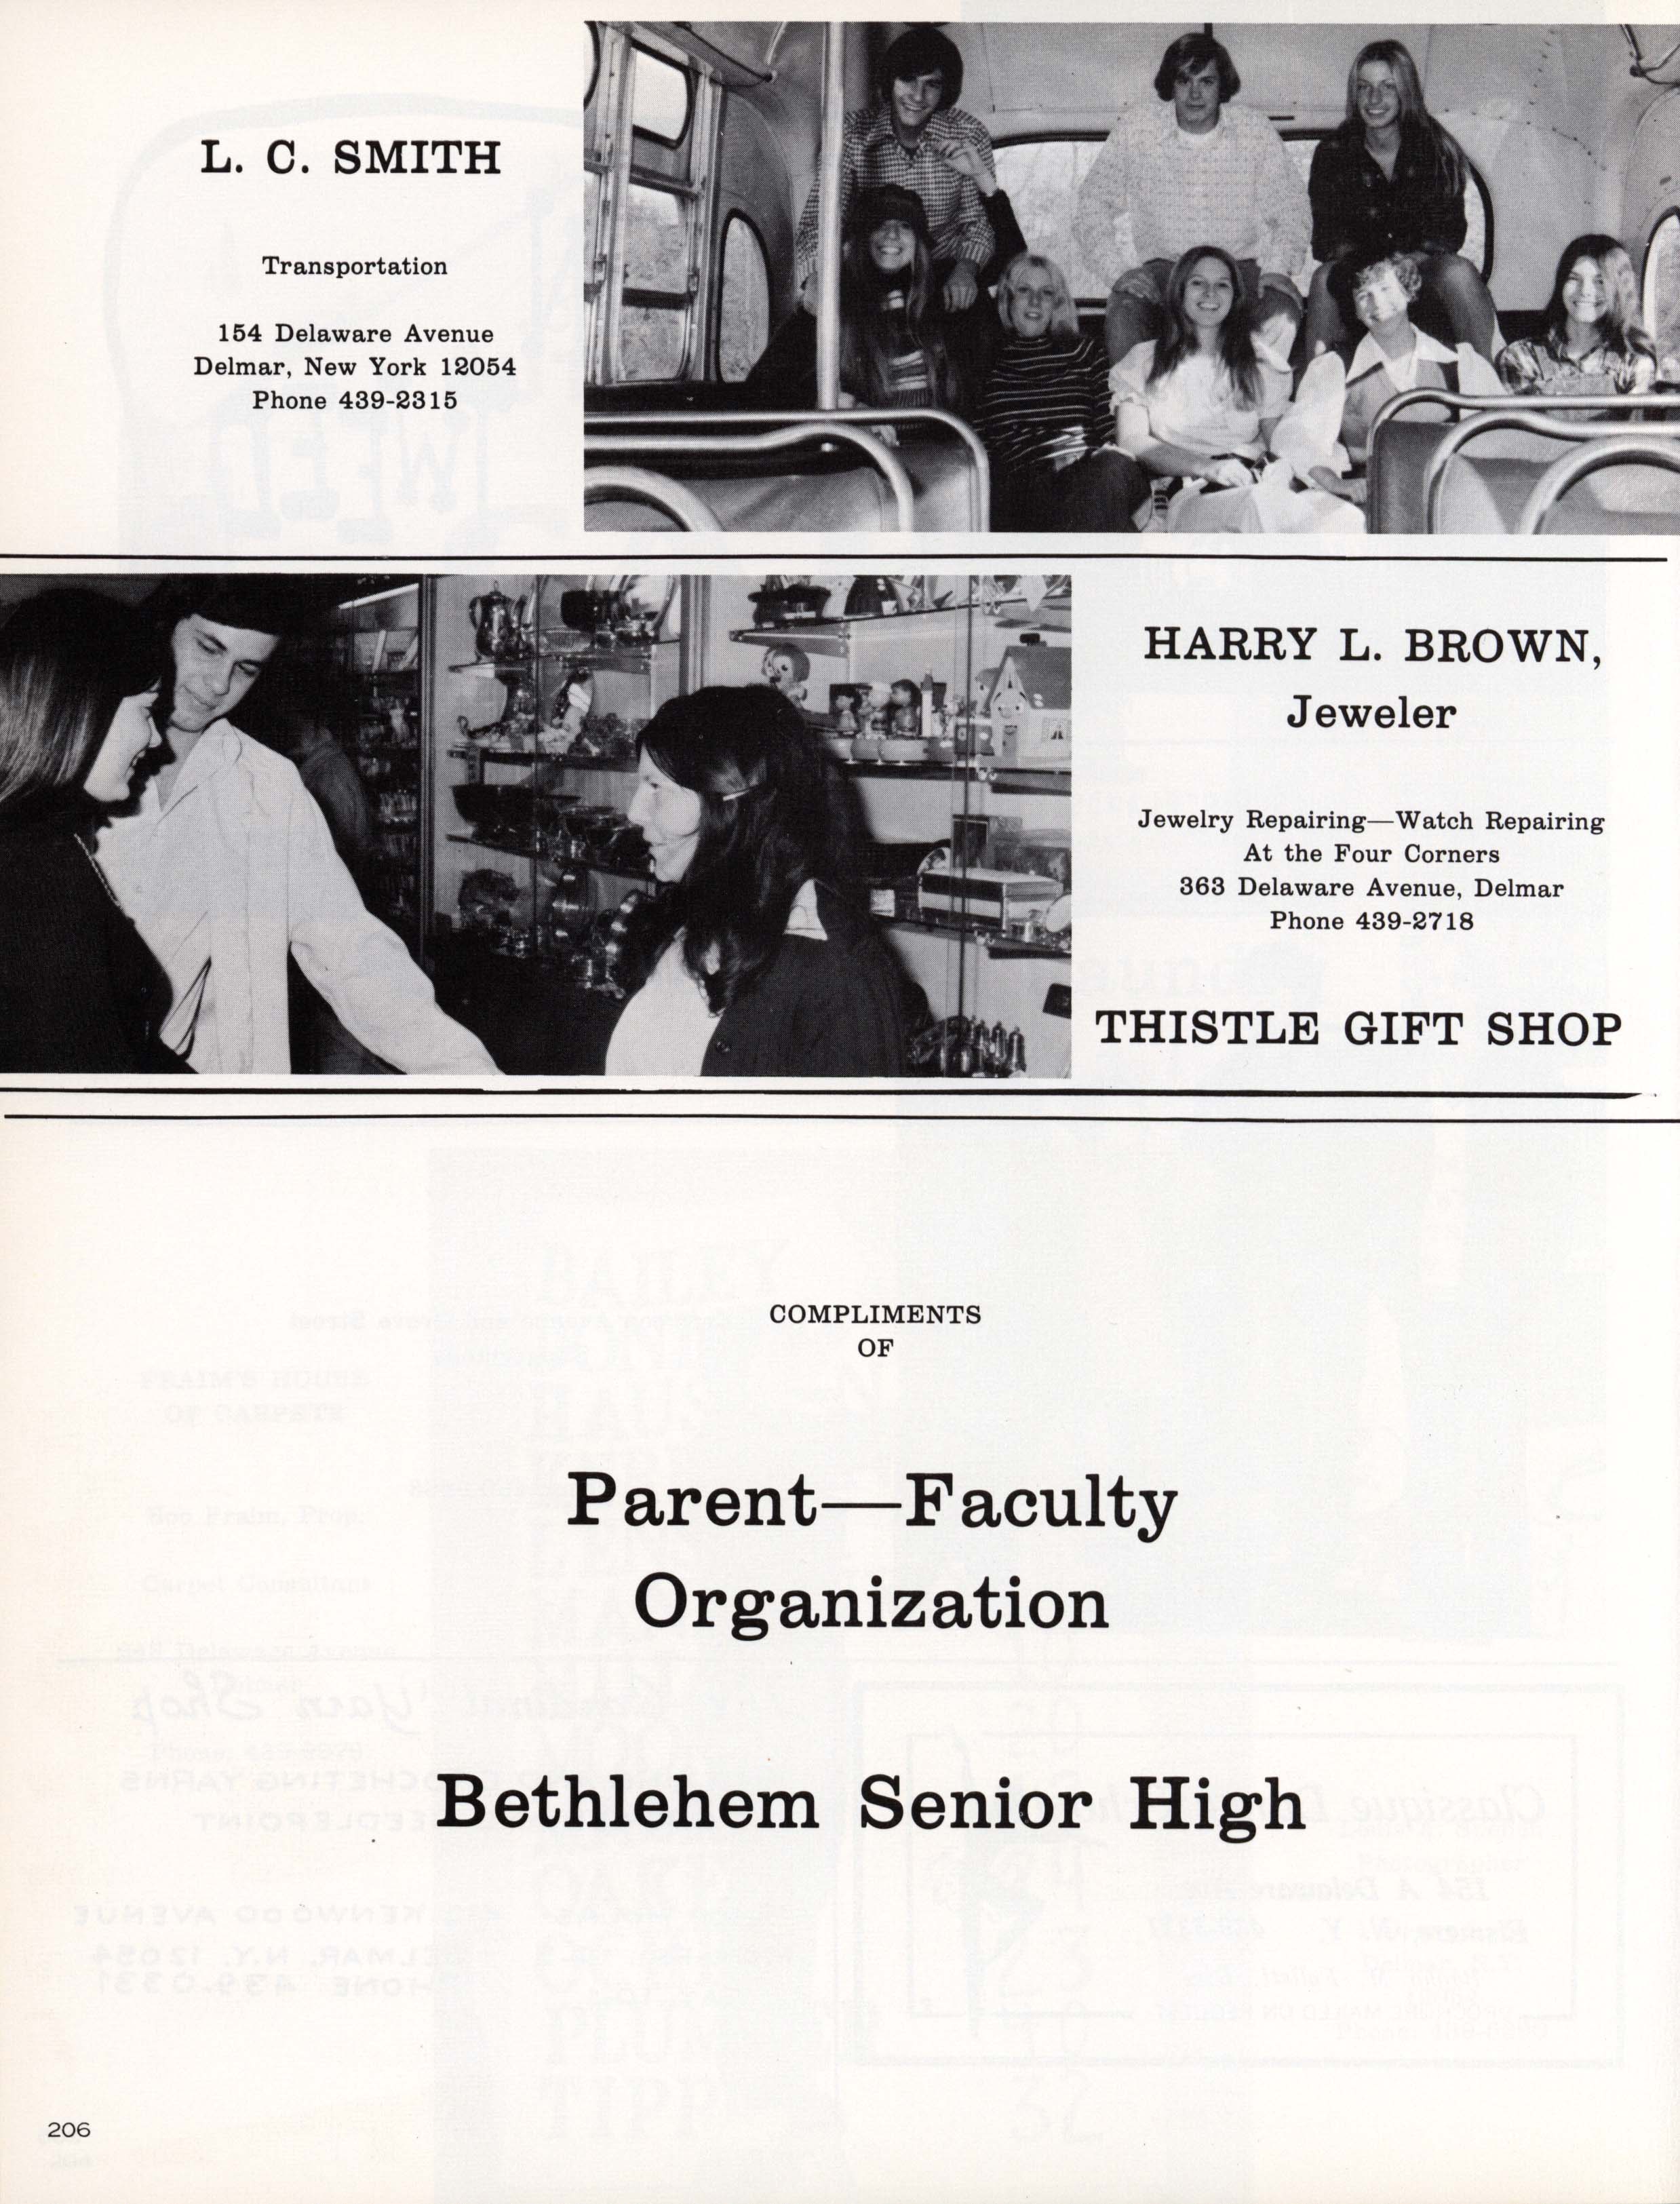 L. C. SMITH
Transportation
154 Delaware Avenue
Delmar, New York 12054
Phone 439-2315
HARRY L. BROWN,
Jeweler
Jewelry Repairing—Watch Repairing
At the Four Corners
363 Delaware Avenue, Delmar
Phone 439-2718
THISTLE GIFT SHOP
COMPLIMENTS
OF
Parent—Faculty
Organization
Bethlehem Senior High
206